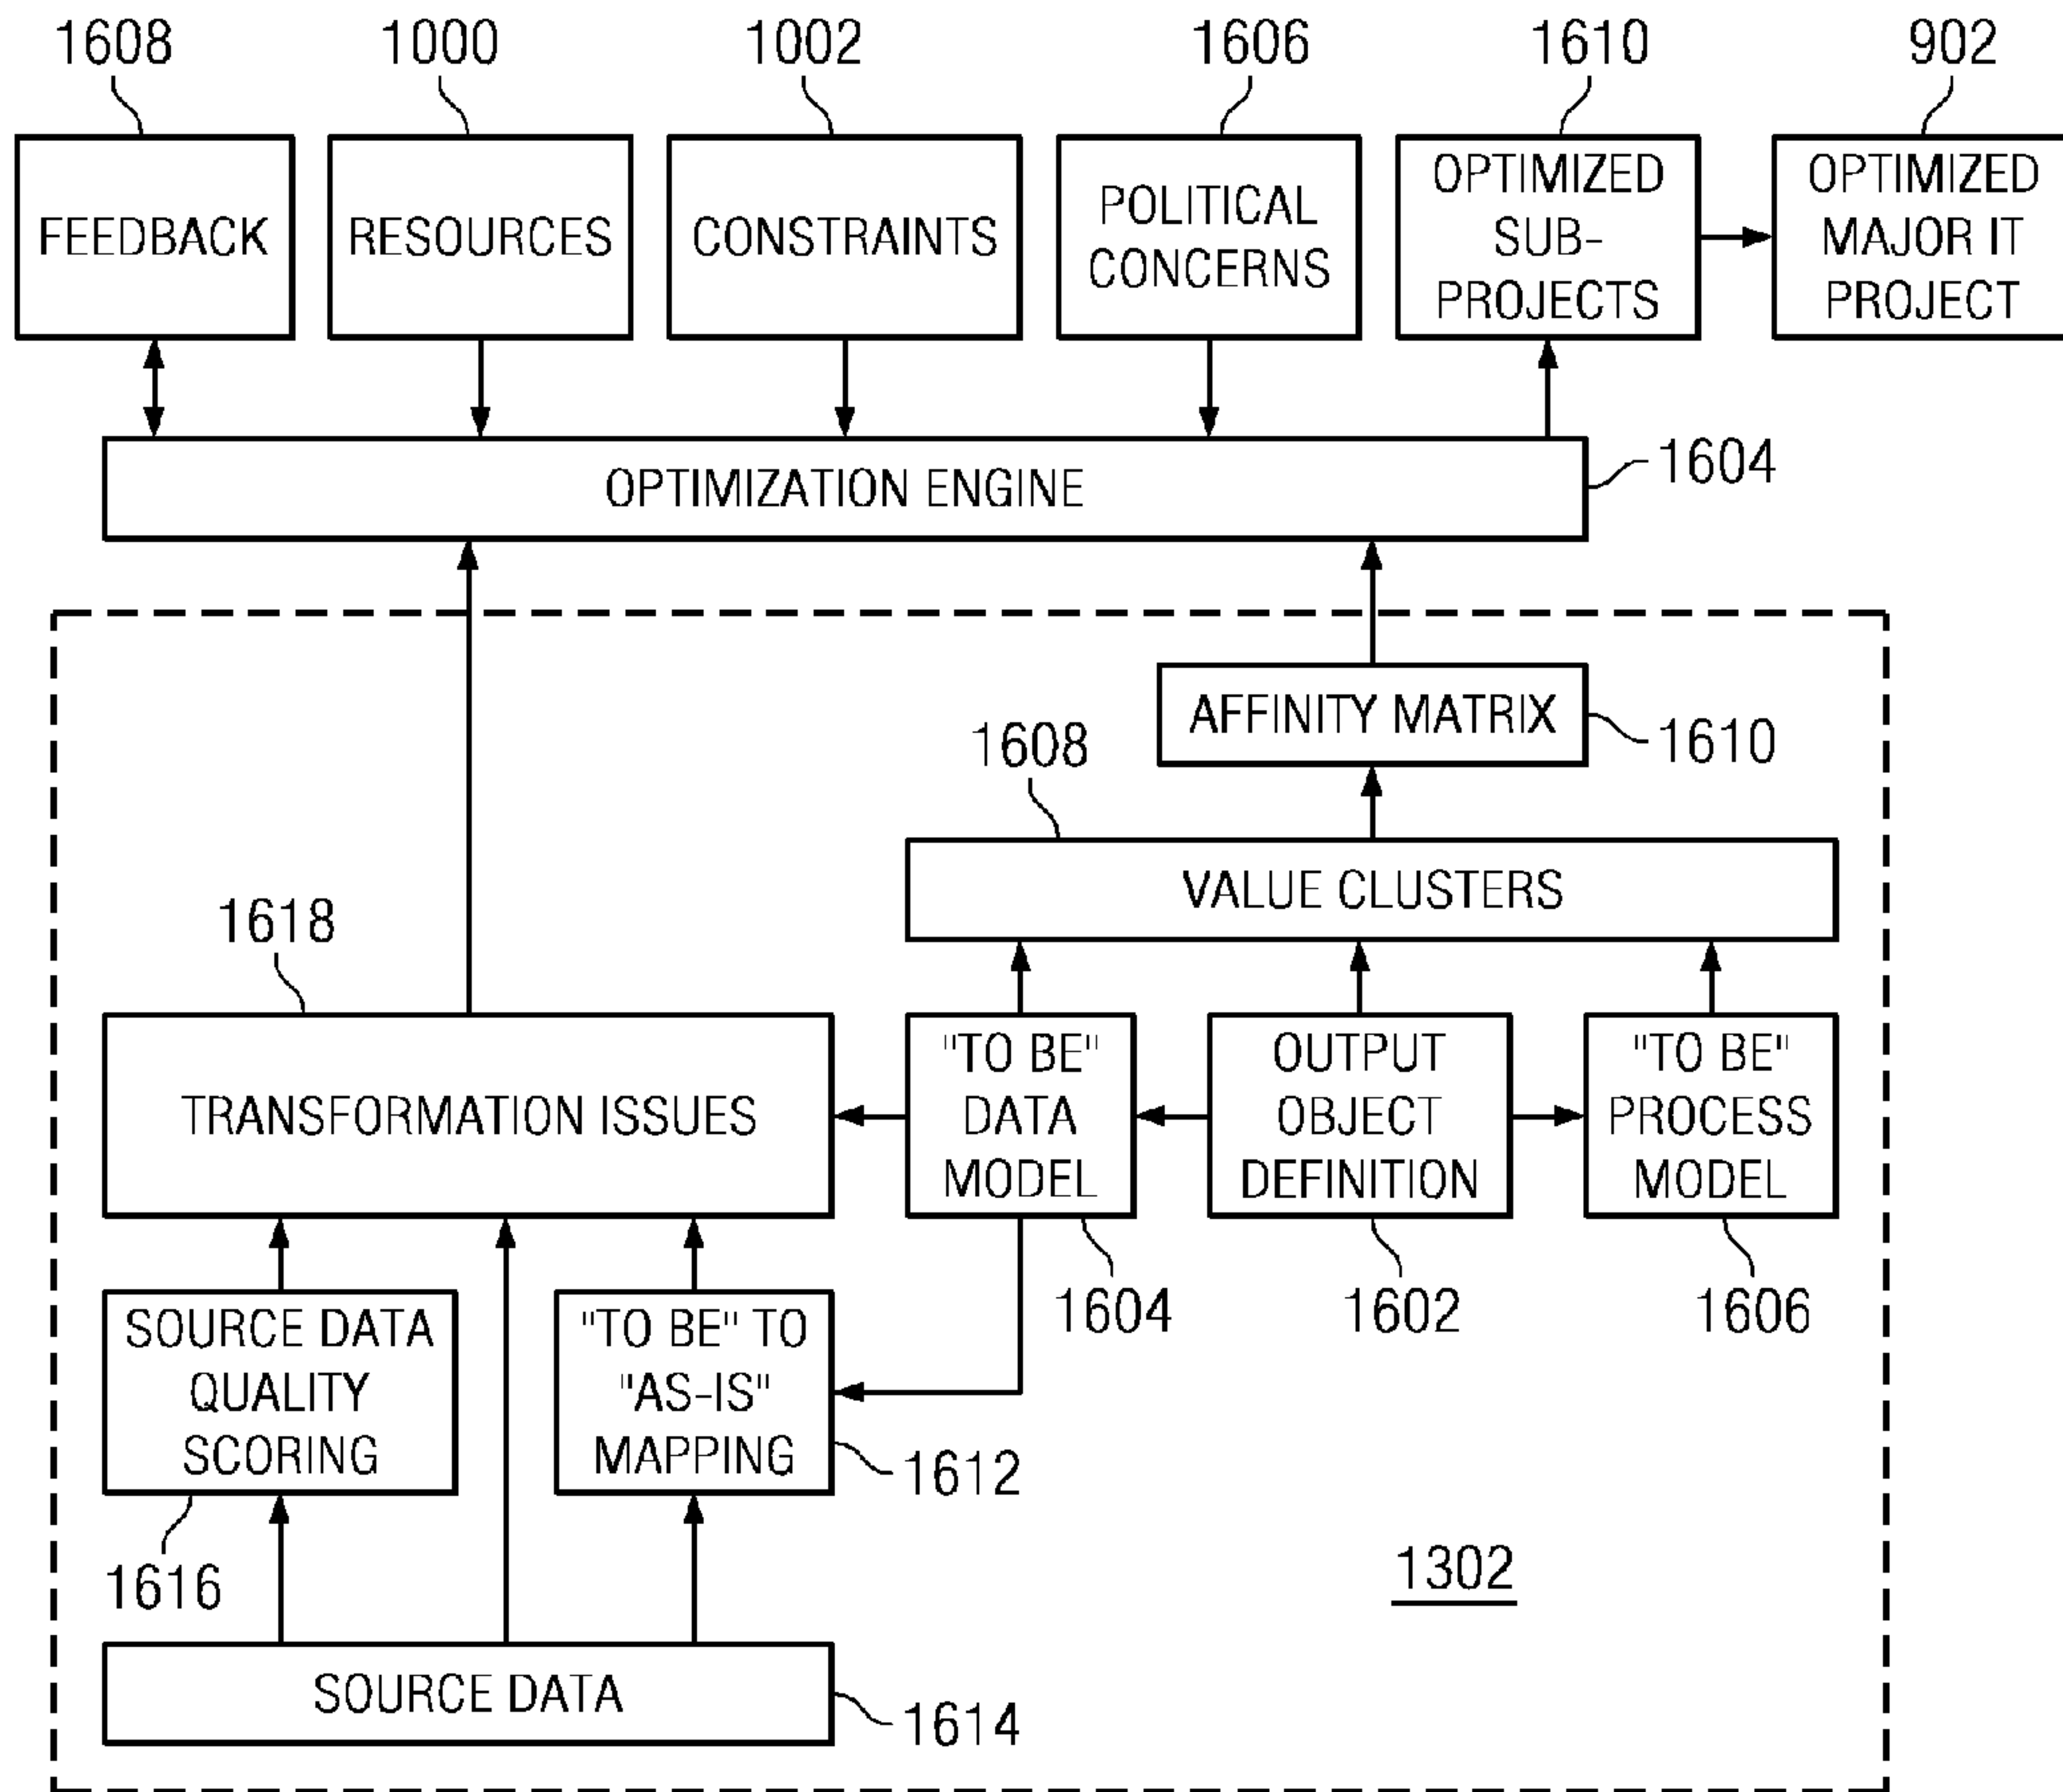 1608
1000
1002
1606
1610
902
FEEDBACK
RESOURCES
CONSTRAINTS
POLITICAL
CONCERNS
OPTIMIZED
SUB-
PROJECTS
OPTIMIZED
MAJOR IT
PROJECT
OPTIMIZATION ENGINE
1604
AFFINITY MATRIX
1610
1608
VALUE CLUSTERS
1618
TRANSFORMATION ISSUES
"TO BE"
DATA
MODEL
OUTPUT
OBJECT
DEFINITION
"TO BE"
PROCESS
MODEL
1604
1602
1606
SOURCE DATA
QUALITY
SCORING
"TO BE" TO
"AS-IS"
MAPPING
1612
1616
1302
SOURCE DATA
1614